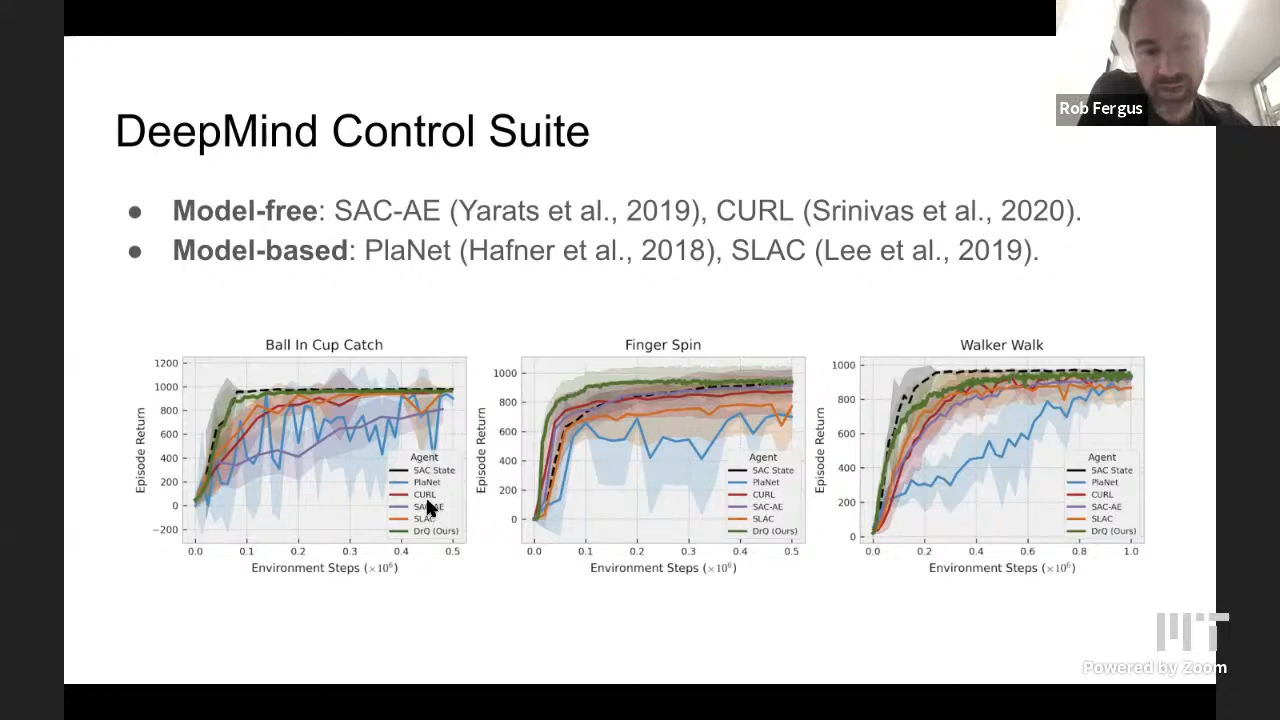 Rob Fergus
DeepMind Control Suite
● Model-free: SAC-AE (Yarats et al., 2019), CURL (Srinivas et al., 2020).
● Model-based: PlaNet (Hafner et al., 2018), SLAC (Lee et al., 2019).
Ball In Cup Catch
1200
1000
800
600
400
200
0
−200
Episode Return
Agent
SAC State
PlaNet
CURL
SAC-AE
SLAC
DrQ (Ours)
0.0 0.1 0.2 0.3 0.4 0.5
Environment Steps (×10⁶)
Finger Spin
1000
800
600
400
200
0
Episode Return
Agent
SAC State
PlaNet
CURL
SAC-AE
SLAC
DrQ (Ours)
0.0 0.1 0.2 0.3 0.4 0.5
Environment Steps (×10⁶)
Walker Walk
1000
800
600
400
200
0
Episode Return
Agent
SAC State
PlaNet
CURL
SAC-AE
SLAC
DrQ (Ours)
0.0 0.2 0.4 0.6 0.8 1.0
Environment Steps (×10⁶)
MIT
Powered by Zoom